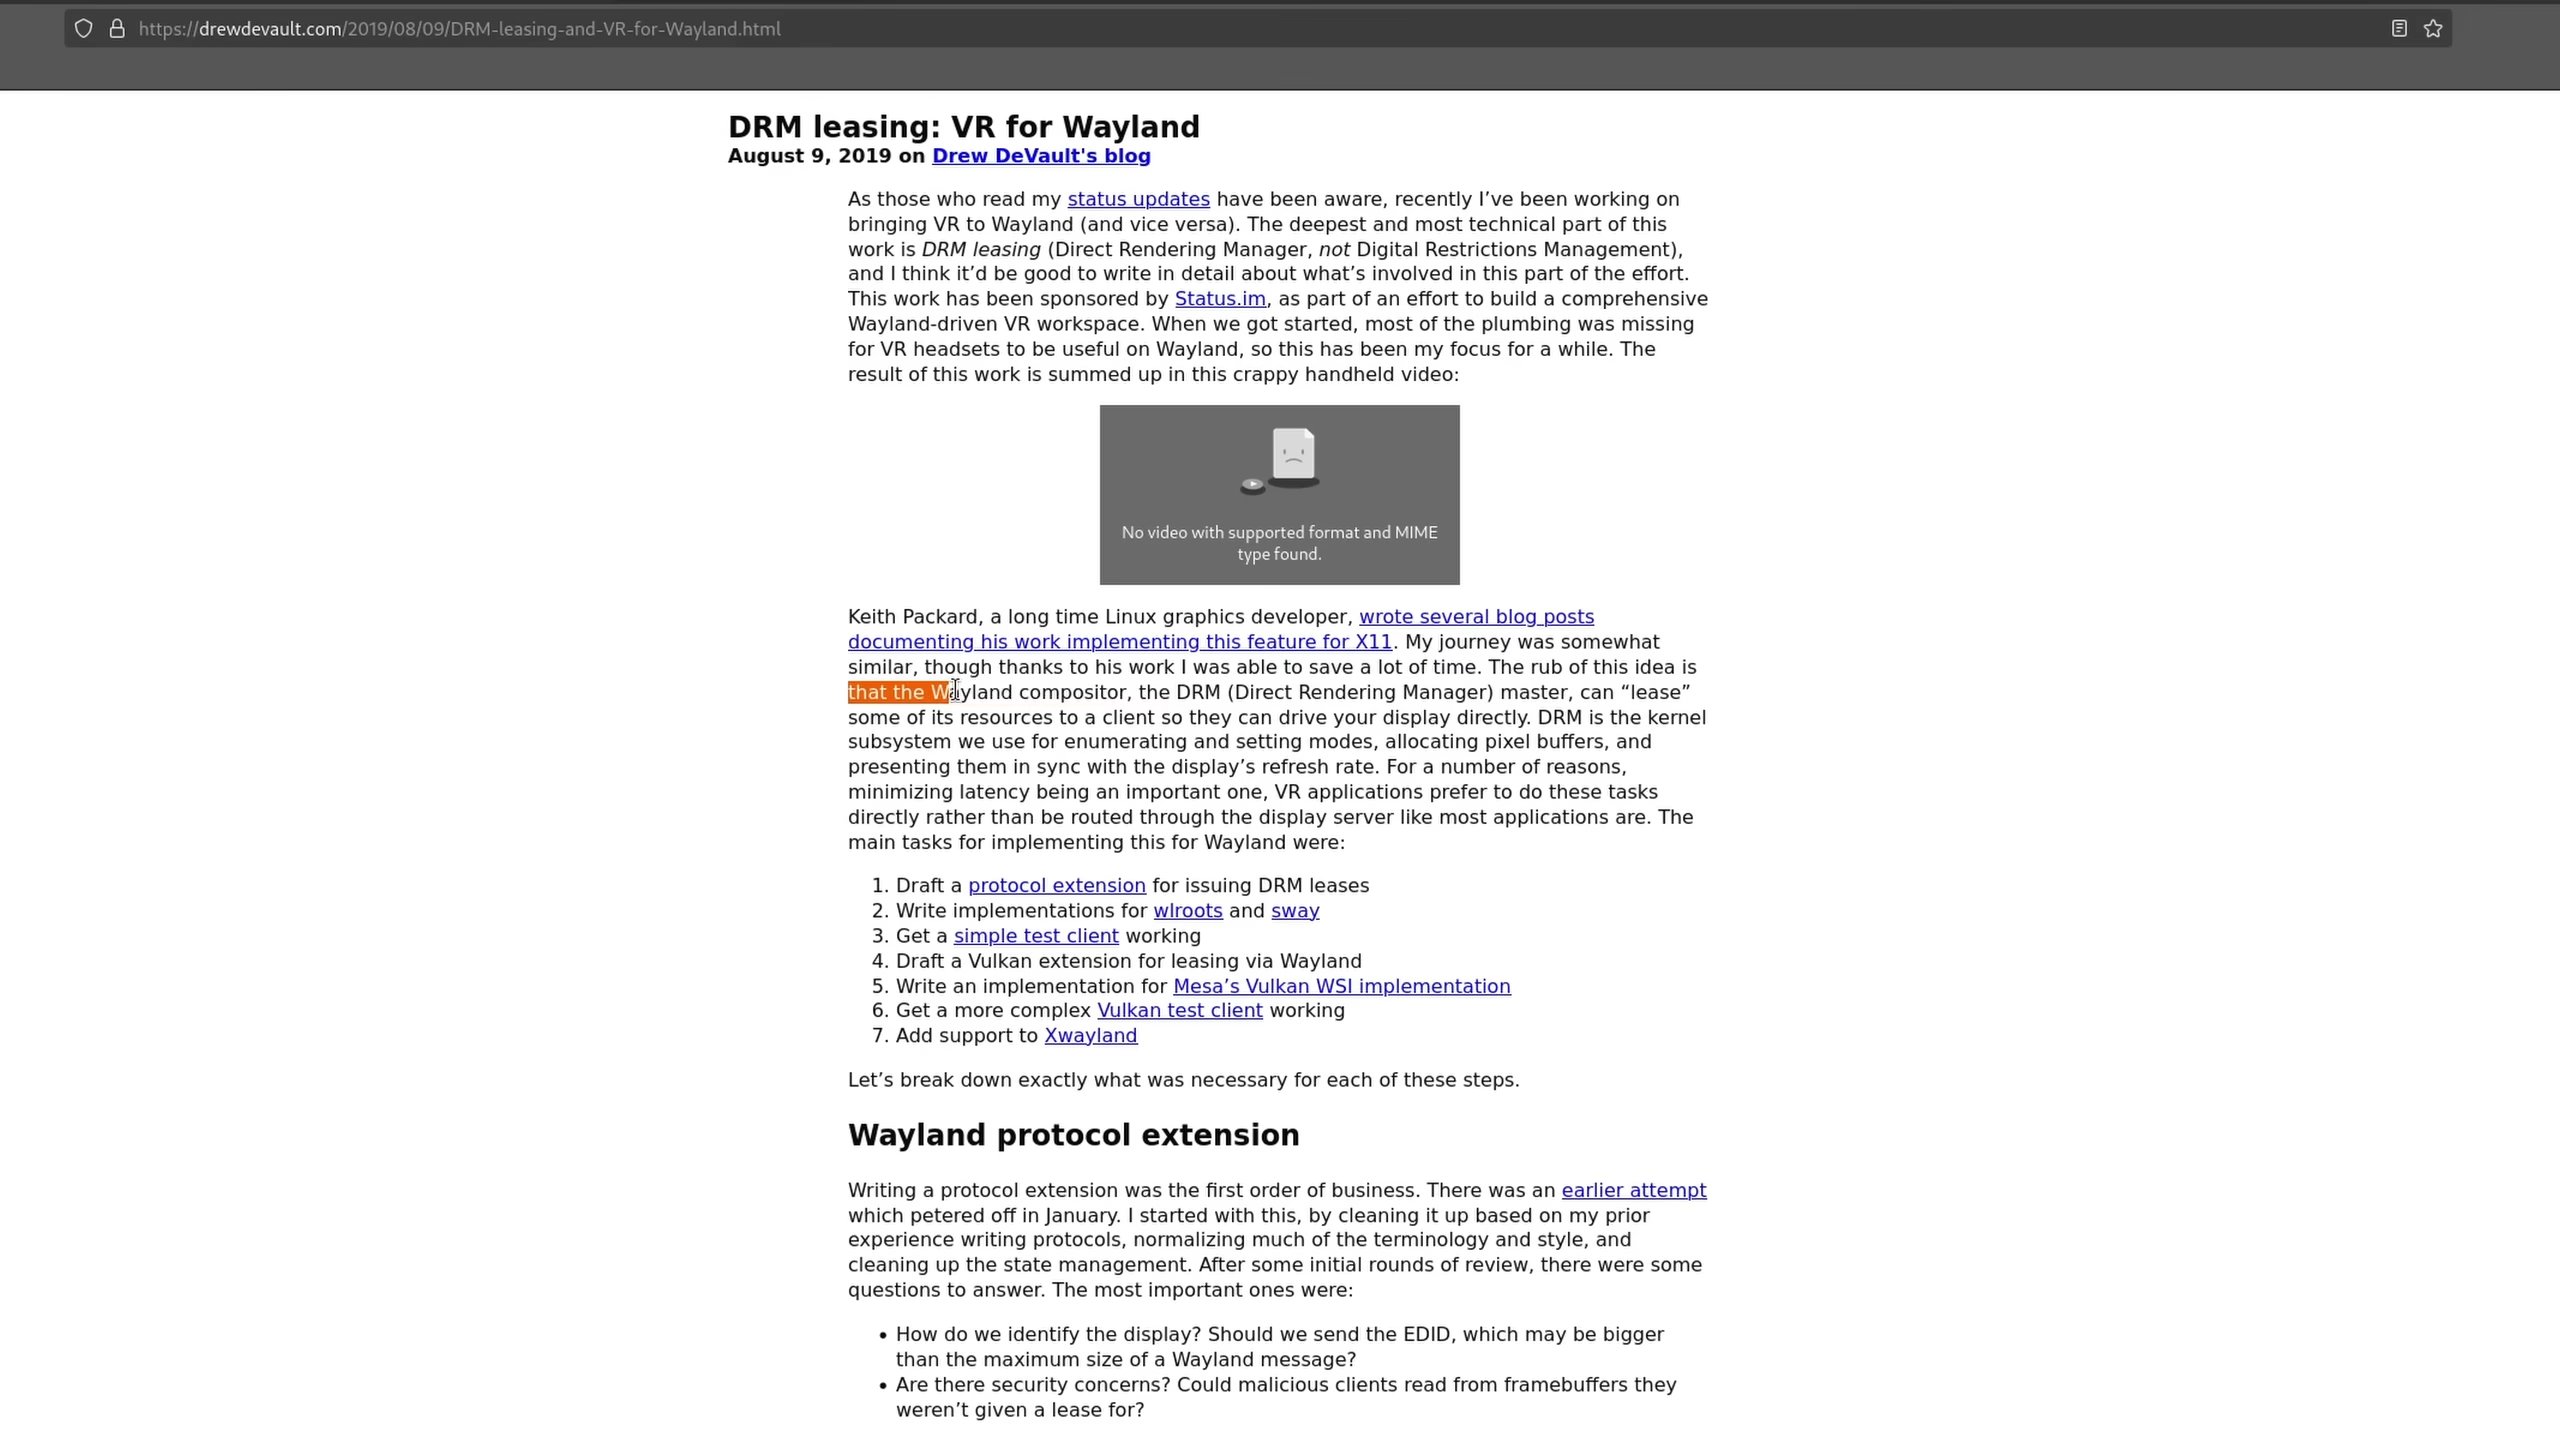 https://drewdevault.com/2019/08/09/DRM-leasing-and-VR-for-Wayland.html
DRM leasing: VR for Wayland
August 9, 2019 on Drew DeVault's blog
As those who read my status updates have been aware, recently I’ve been working on
bringing VR to Wayland (and vice versa). The deepest and most technical part of this
work is DRM leasing (Direct Rendering Manager, not Digital Restrictions Management),
and I think it’d be good to write in detail about what’s involved in this part of the effort.
This work has been sponsored by Status.im, as part of an effort to build a comprehensive
Wayland-driven VR workspace. When we got started, most of the plumbing was missing
for VR headsets to be useful on Wayland, so this has been my focus for a while. The
result of this work is summed up in this crappy handheld video:
No video with supported format and MIME
type found.
Keith Packard, a long time Linux graphics developer, wrote several blog posts
documenting his work implementing this feature for X11. My journey was somewhat
similar, though thanks to his work I was able to save a lot of time. The rub of this idea is
that the Wayland compositor, the DRM (Direct Rendering Manager) master, can “lease”
some of its resources to a client so they can drive your display directly. DRM is the kernel
subsystem we use for enumerating and setting modes, allocating pixel buffers, and
presenting them in sync with the display’s refresh rate. For a number of reasons,
minimizing latency being an important one, VR applications prefer to do these tasks
directly rather than be routed through the display server like most applications are. The
main tasks for implementing this for Wayland were:
1. Draft a protocol extension for issuing DRM leases
2. Write implementations for wlroots and sway
3. Get a simple test client working
4. Draft a Vulkan extension for leasing via Wayland
5. Write an implementation for Mesa’s Vulkan WSI implementation
6. Get a more complex Vulkan test client working
7. Add support to Xwayland
Let’s break down exactly what was necessary for each of these steps.
Wayland protocol extension
Writing a protocol extension was the first order of business. There was an earlier attempt
which petered off in January. I started with this, by cleaning it up based on my prior
experience writing protocols, normalizing much of the terminology and style, and
cleaning up the state management. After some initial rounds of review, there were some
questions to answer. The most important ones were:
• How do we identify the display? Should we send the EDID, which may be bigger
than the maximum size of a Wayland message?
• Are there security concerns? Could malicious clients read from framebuffers they
weren’t given a lease for?